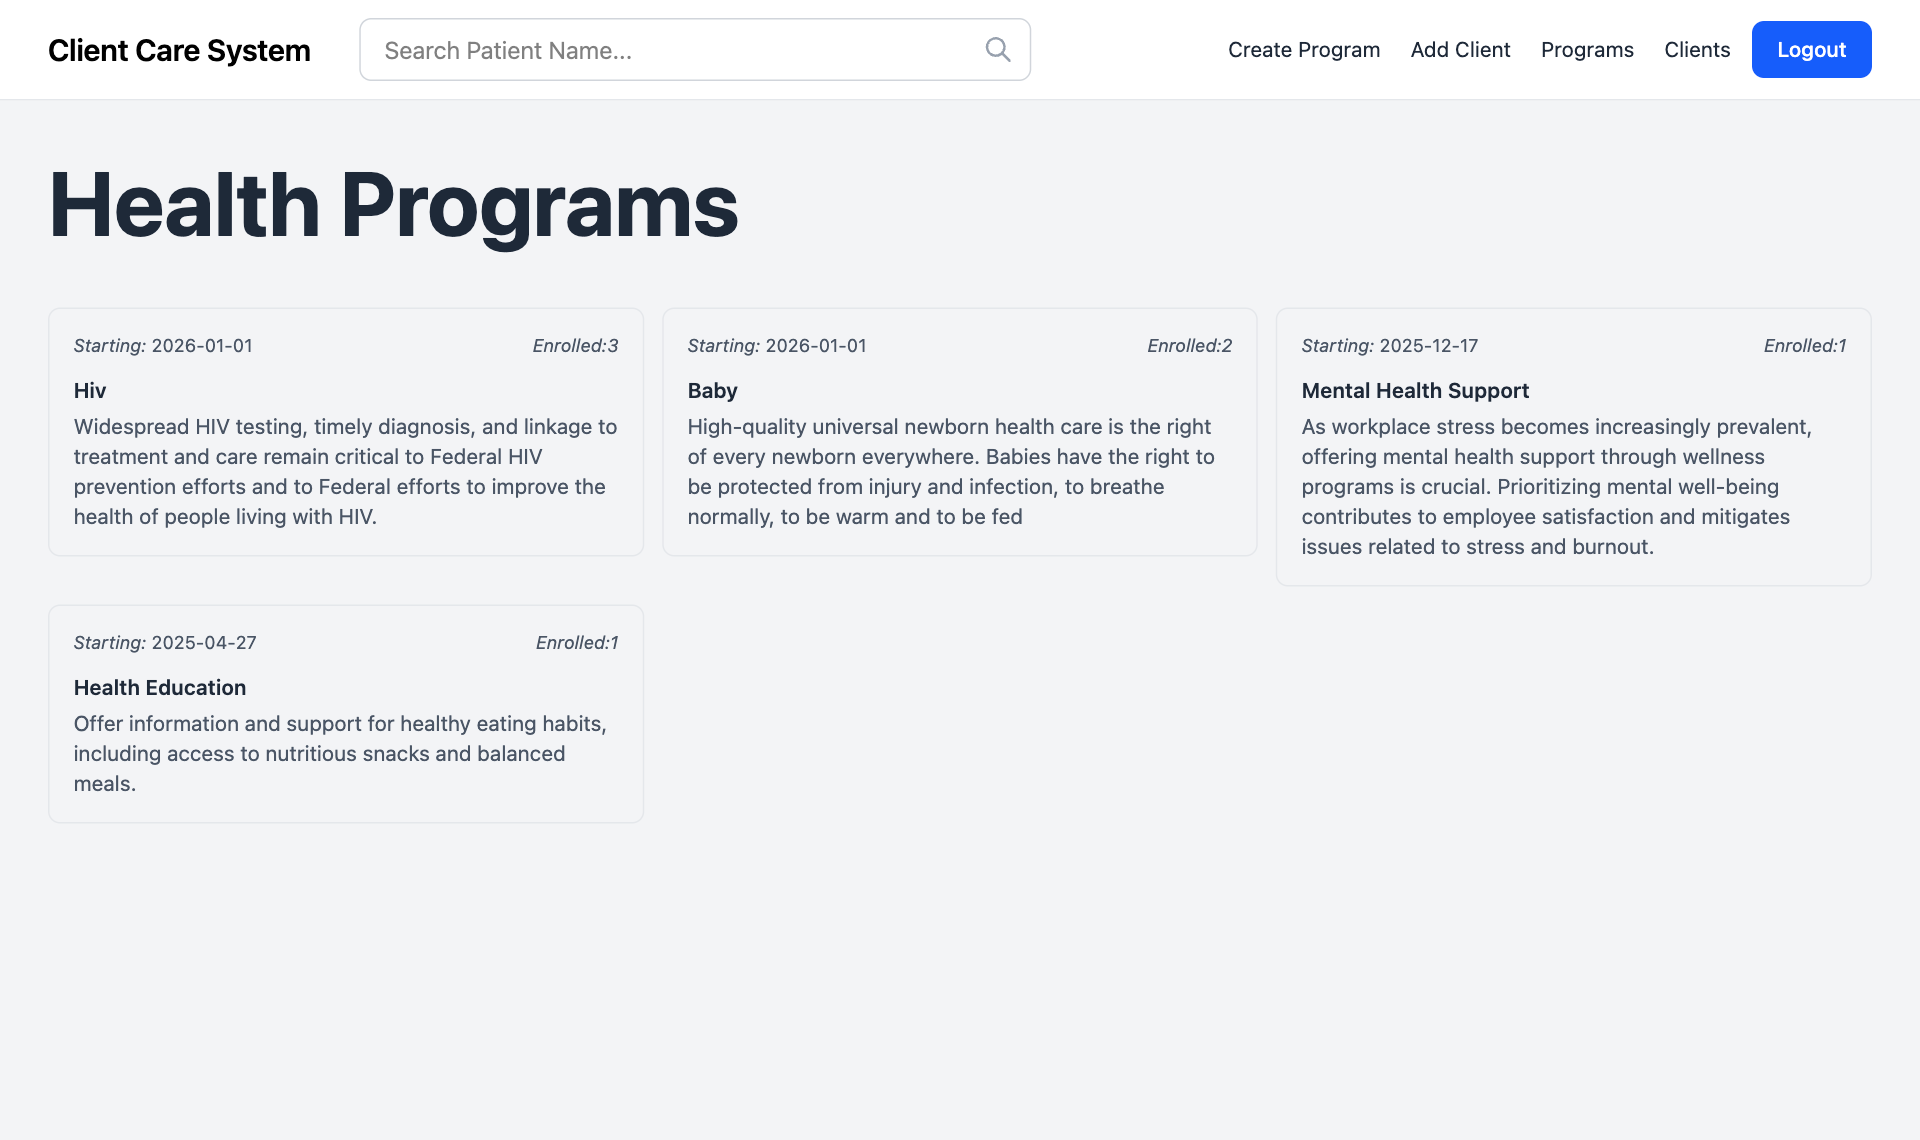 Client Care System
Search Patient Name...
Create Program
Add Client
Programs
Clients
Logout
Health Programs
Starting: 2026-01-01
Enrolled:3
Hiv
Widespread HIV testing, timely diagnosis, and linkage to
treatment and care remain critical to Federal HIV
prevention efforts and to Federal efforts to improve the
health of people living with HIV.
Starting: 2026-01-01
Enrolled:2
Baby
High-quality universal newborn health care is the right
of every newborn everywhere. Babies have the right to
be protected from injury and infection, to breathe
normally, to be warm and to be fed
Starting: 2025-12-17
Enrolled:1
Mental Health Support
As workplace stress becomes increasingly prevalent,
offering mental health support through wellness
programs is crucial. Prioritizing mental well-being
contributes to employee satisfaction and mitigates
issues related to stress and burnout.
Starting: 2025-04-27
Enrolled:1
Health Education
Offer information and support for healthy eating habits,
including access to nutritious snacks and balanced
meals.